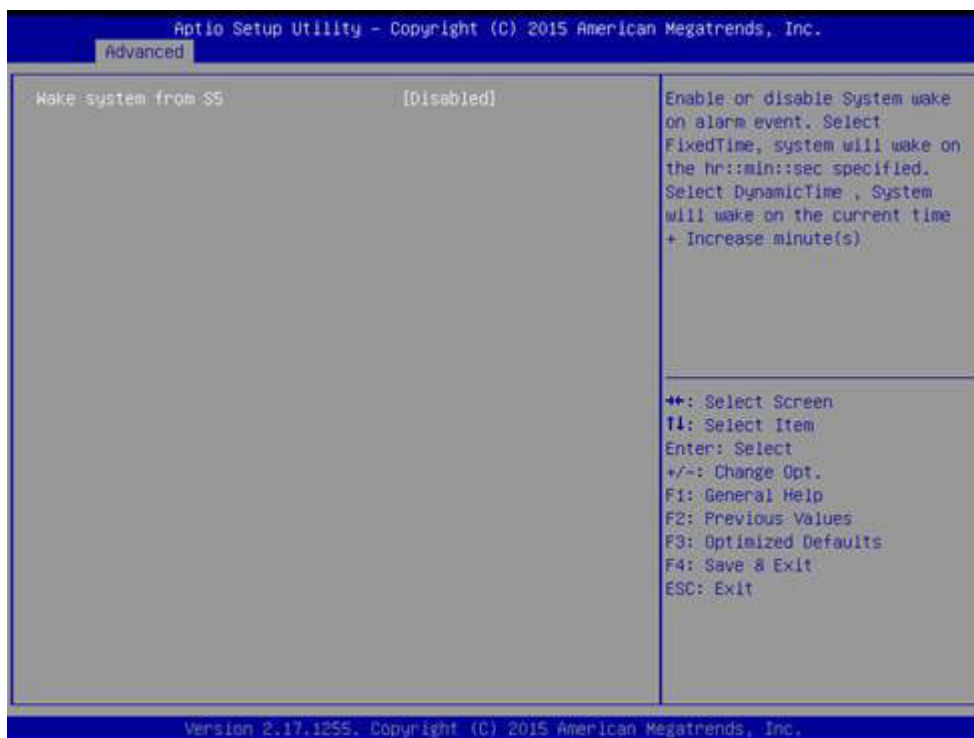 Aptio Setup Utility – Copyright (C) 2015 American Megatrends, Inc.
Advanced
Wake system from S5 [Disabled]
Enable or disable System wake
on alarm event. Select
FixedTime, system will wake on
the hr::min::sec specified.
Select DynamicTime , System
will wake on the current time
+ Increase minute(s)
→←: Select Screen
↑↓: Select Item
Enter: Select
+/-: Change Opt.
F1: General Help
F2: Previous Values
F3: Optimized Defaults
F4: Save & Exit
ESC: Exit
Version 2.17.1255. Copyright (C) 2015 American Megatrends, Inc.